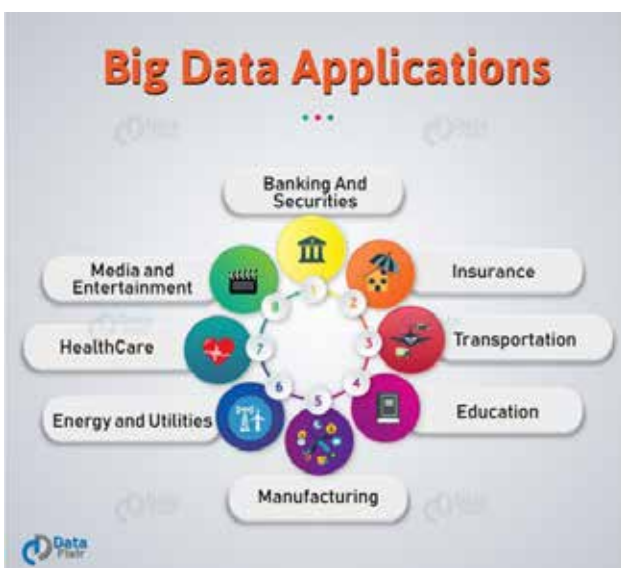 Big Data Applications
Banking And
Securities
1
Insurance
2
Transportation
3
Education
4
Manufacturing
5
Energy and Utilities
6
HealthCare
7
Media and
Entertainment
8
Data
Flair